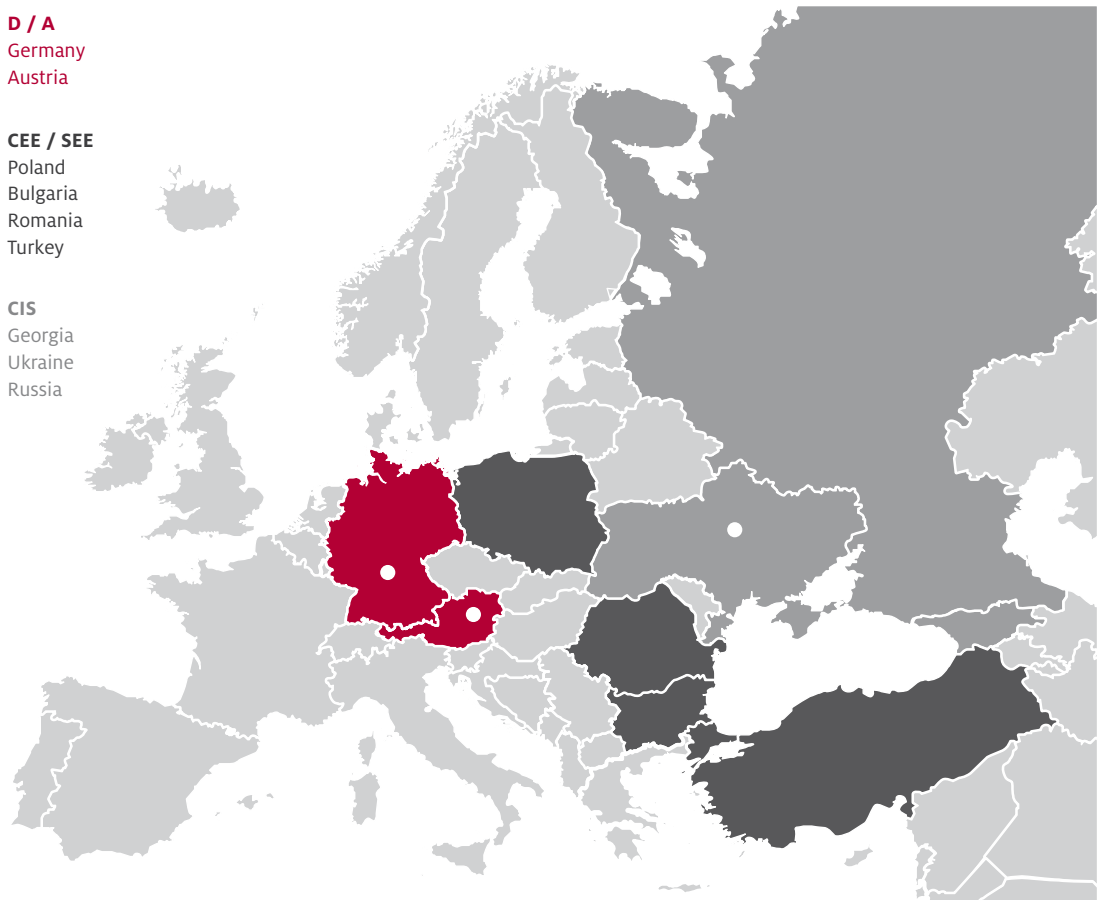 D / A
Germany
Austria
CEE / SEE
Poland
Bulgaria
Romania
Turkey
CIS
Georgia
Ukraine
Russia